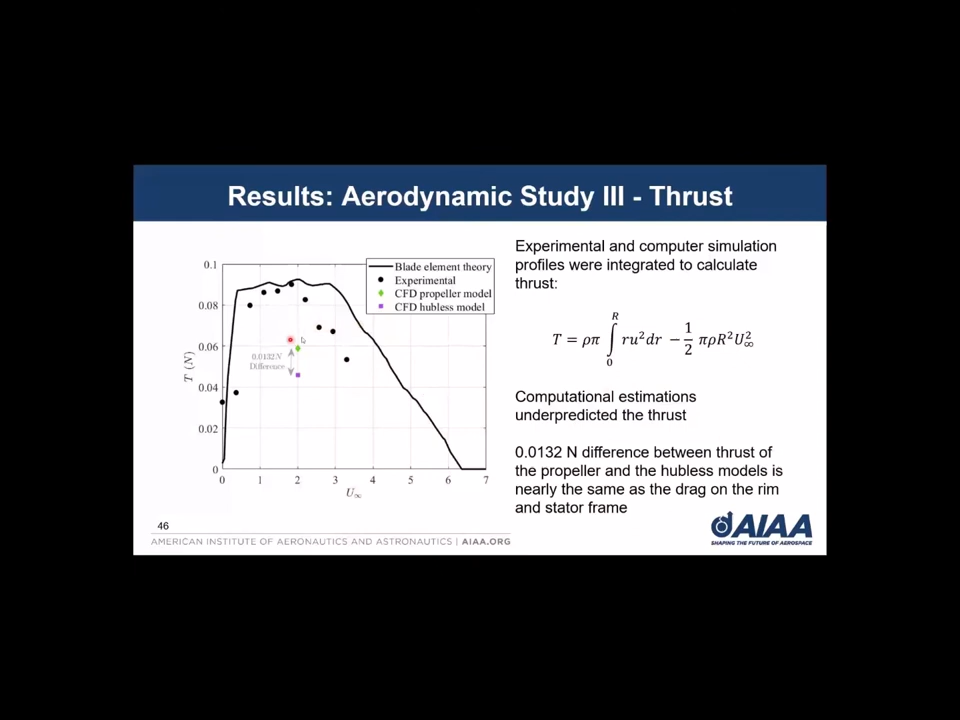 Results: Aerodynamic Study III - Thrust
0.1
0.08
0.06
0.04
0.02
0
T (N)
0 1 2 3 4 5 6 7
U∞
Blade element theory
Experimental
CFD propeller model
CFD hubless model
0.0132 N
Difference
Experimental and computer simulation
profiles were integrated to calculate
thrust:
T = ρπ ∫₀ᴿ ru²dr − 1/2 πρR²U∞²
Computational estimations
underpredicted the thrust
0.0132 N difference between thrust of
the propeller and the hubless models is
nearly the same as the drag on the rim
and stator frame
46
AMERICAN INSTITUTE OF AERONAUTICS AND ASTRONAUTICS | AIAA.ORG
AIAA
SHAPING THE FUTURE OF AEROSPACE